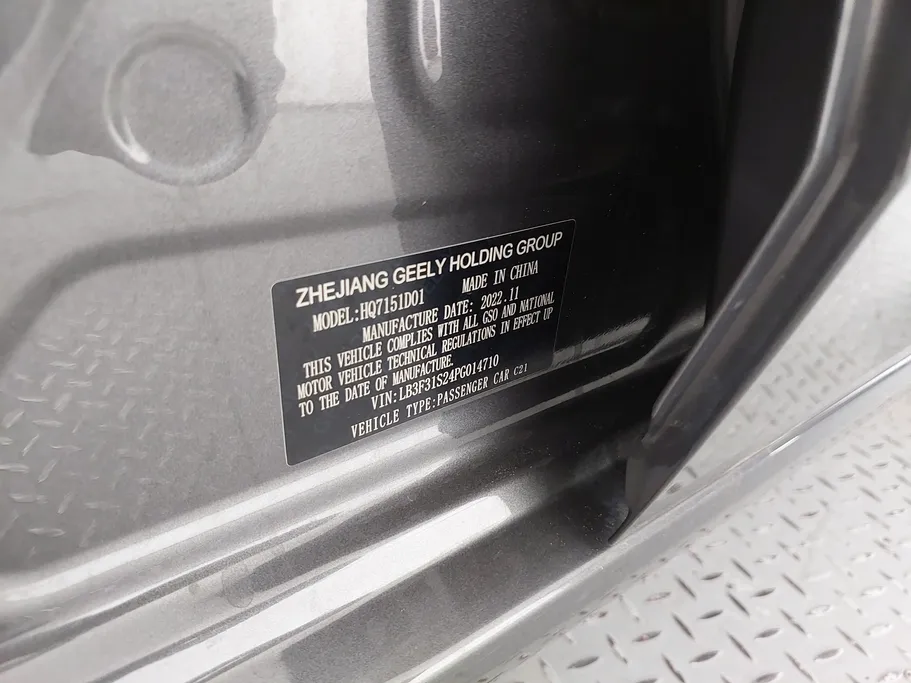 ZHEJIANG GEELY HOLDING GROUP
MODEL:HQ7151D01 MADE IN CHINA
MANUFACTURE DATE: 2022.11
THIS VEHICLE COMPLIES WITH ALL GSO AND NATIONAL
MOTOR VEHICLE TECHNICAL REGULATIONS IN EFFECT UP
TO THE DATE OF MANUFACTURE.
VIN:LB3F31S24PG014710
VEHICLE TYPE:PASSENGER CAR C21